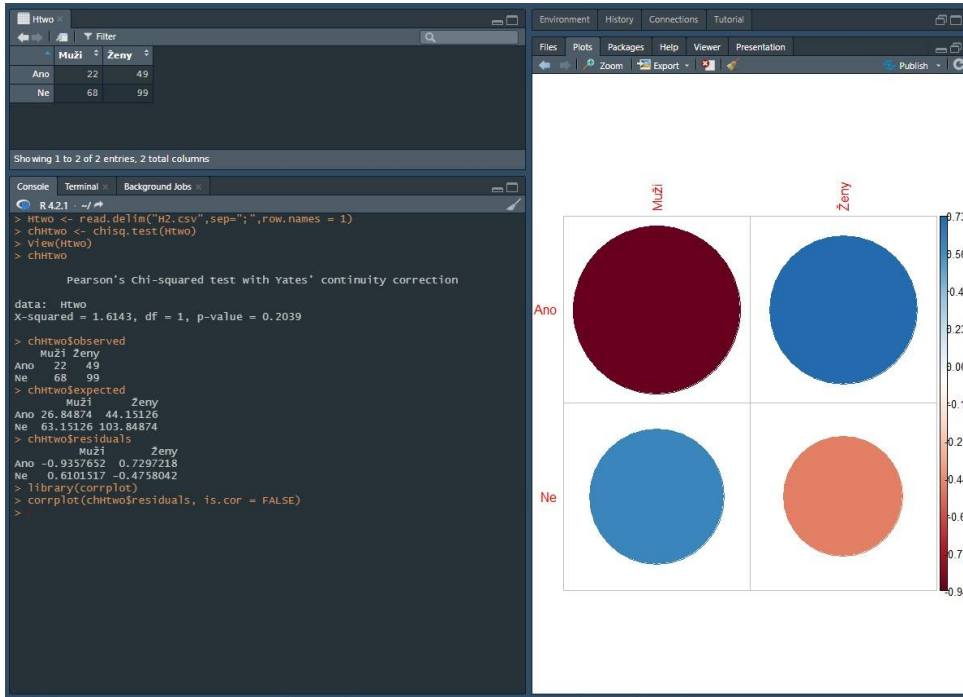 Htwo
Filter
Muži Ženy
Ano 22 49
Ne 68 99
Showing 1 to 2 of 2 entries, 2 total columns
Console Terminal Background Jobs
R 4.2.1 · ~/
> Htwo <- read.delim("H2.csv",sep=";",row.names = 1)
> chHtwo <- chisq.test(Htwo)
> View(Htwo)
> chHtwo
Pearson's Chi-squared test with Yates' continuity correction
data: Htwo
X-squared = 1.6143, df = 1, p-value = 0.2039
> chHtwo$observed
Muži Ženy
Ano 22 49
Ne 68 99
> chHtwo$expected
Muži Ženy
Ano 26.84874 44.15126
Ne 63.15126 103.84874
> chHtwo$residuals
Muži Ženy
Ano -0.9357652 0.7297218
Ne 0.6101517 -0.4758042
> library(corrplot)
> corrplot(chHtwo$residuals, is.cor = FALSE)
>
Environment History Connections Tutorial
Files Plots Packages Help Viewer Presentation
Zoom Export Publish
Muži
Ženy
Ano
Ne